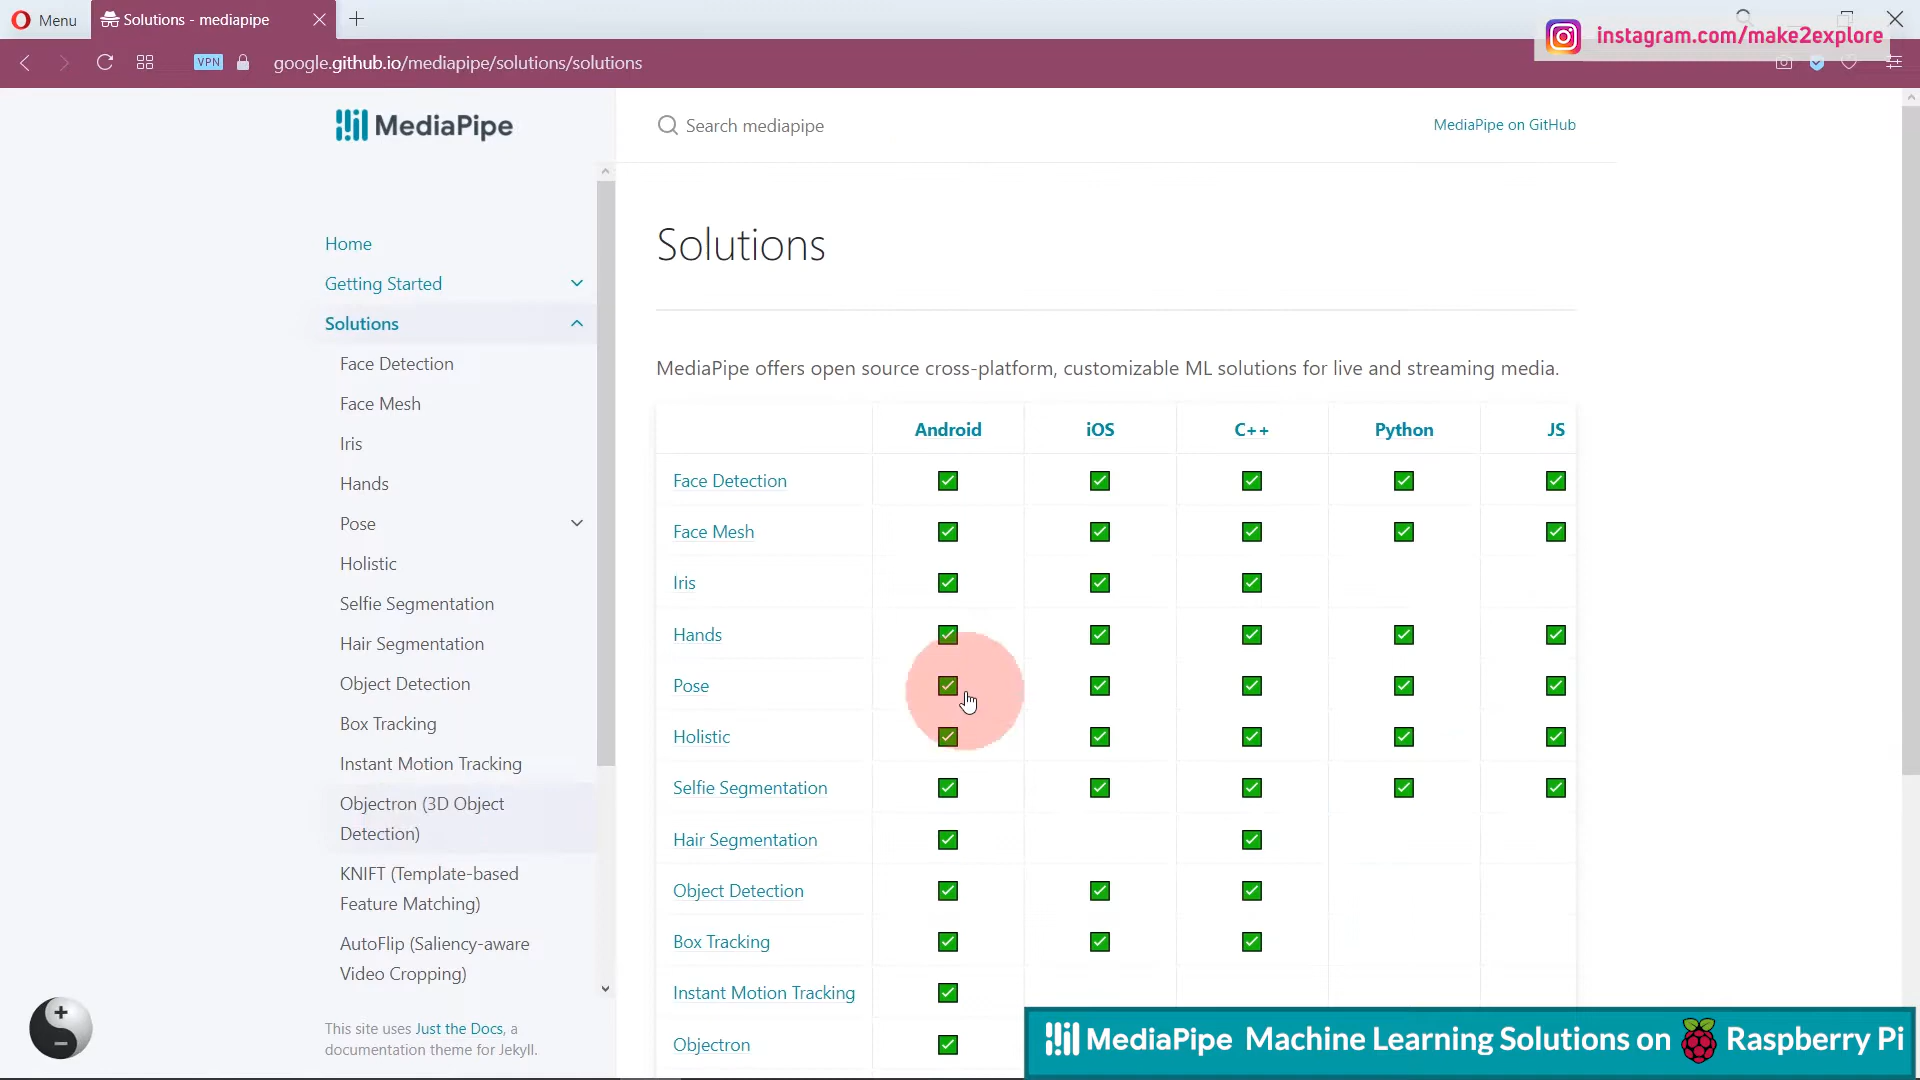 Menu
Solutions - mediapipe
instagram.com/make2explore
VPN
google.github.io/mediapipe/solutions/solutions
MediaPipe
Search mediapipe
MediaPipe on GitHub
Home
Getting Started
Solutions
Face Detection
Face Mesh
Iris
Hands
Pose
Holistic
Selfie Segmentation
Hair Segmentation
Object Detection
Box Tracking
Instant Motion Tracking
Objectron (3D Object
Detection)
KNIFT (Template-based
Feature Matching)
AutoFlip (Saliency-aware
Video Cropping)
This site uses Just the Docs, a
documentation theme for Jekyll.
Solutions
MediaPipe offers open source cross-platform, customizable ML solutions for live and streaming media.
Android iOS C++ Python JS
Face Detection
Face Mesh
Iris
Hands
Pose
Holistic
Selfie Segmentation
Hair Segmentation
Object Detection
Box Tracking
Instant Motion Tracking
Objectron
MediaPipe Machine Learning Solutions on Raspberry Pi